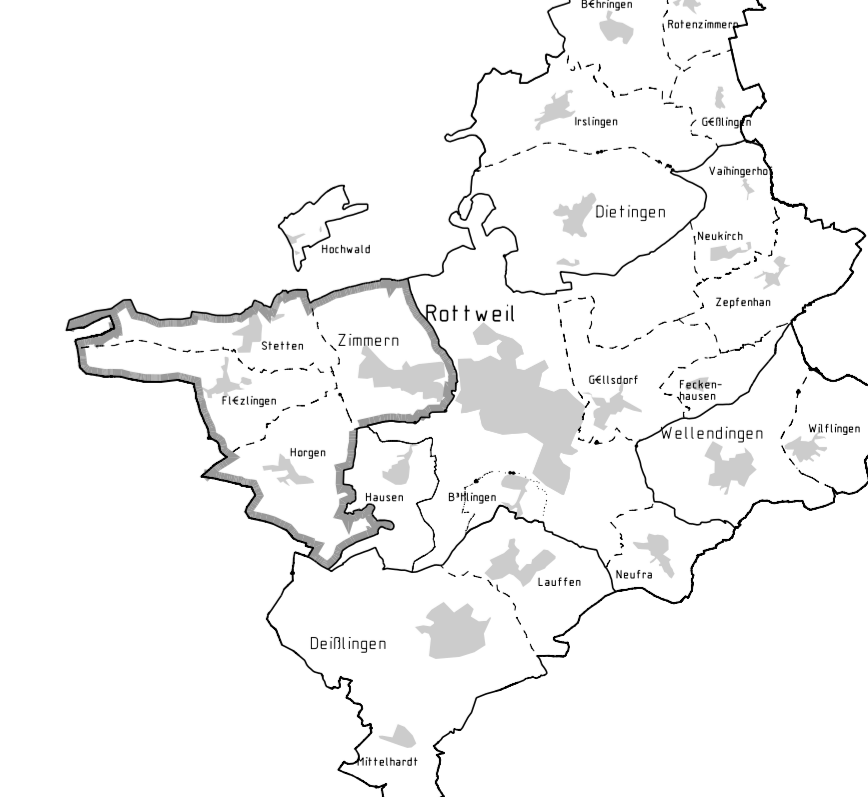 B€hringen
Rotenzimmern
Irslingen
G€ßlingen
Vaihingerho
Dietingen
Neukirch
Hochwald
Zepfenhan
Rottweil
Zimmern
Stetten
G€llsdorf
Fecken-
hausen
Fl€zlingen
Wellendingen
Wilflingen
Horgen
Hausen
B³hlingen
Neufra
Lauffen
Deißlingen
Mittelhardt